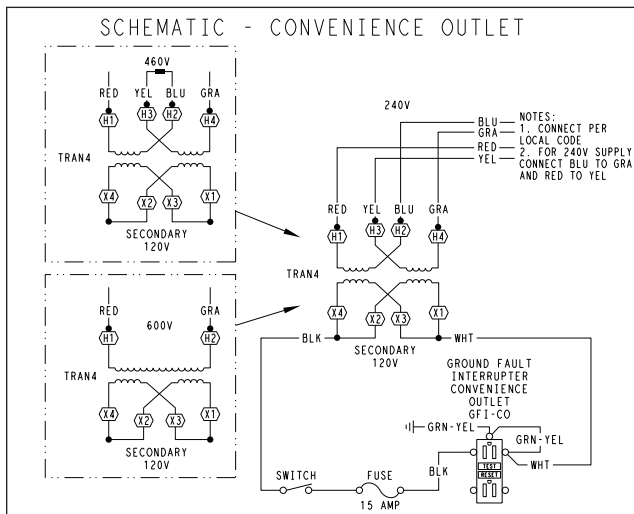 SCHEMATIC - CONVENIENCE OUTLET
460V
RED YEL BLU GRA
H1 H3 H2 H4
TRAN4
X4 X2 X3 X1
SECONDARY
120V
RED 600V GRA
H1 H2
TRAN4
X4 X2 X3 X1
SECONDARY
120V
240V
BLU
GRA
RED
YEL
NOTES:
1. CONNECT PER
LOCAL CODE
2. FOR 240V SUPPLY
CONNECT BLU TO GRA
AND RED TO YEL
RED YEL BLU GRA
H1 H3 H2 H4
TRAN4
X4 X2 X3 X1
BLK WHT
SECONDARY
120V
GROUND FAULT
INTERRUPTER
CONVENIENCE
OUTLET
GFI-CO
GRN-YEL
GRN-YEL
WHT
BLK
TEST
RESET
SWITCH FUSE
15 AMP